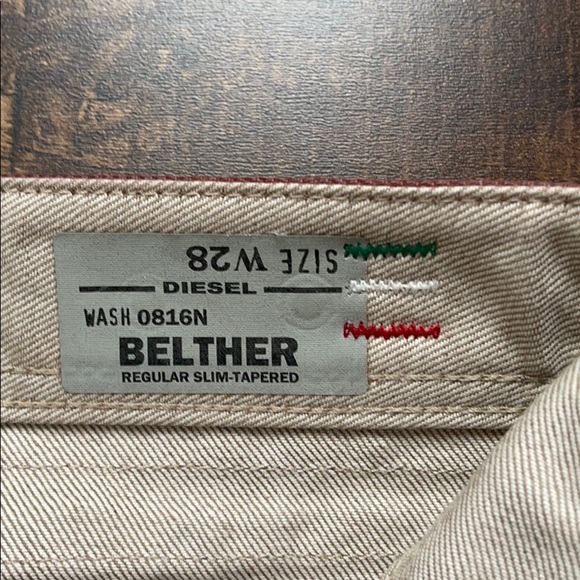 SIZE W28
DIESEL
WASH 0816N
BELTHER
REGULAR SLIM-TAPERED